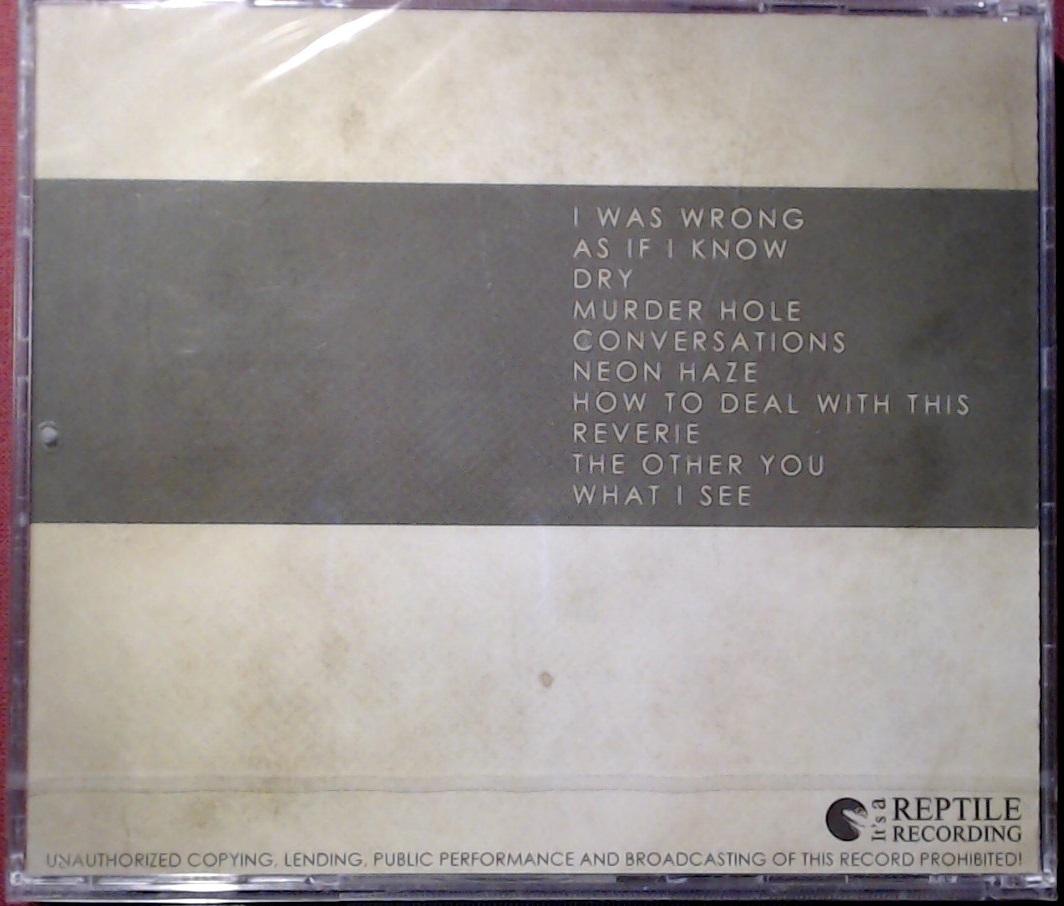 I WAS WRONG
AS IF I KNOW
DRY
MURDER HOLE
CONVERSATIONS
NEON HAZE
HOW TO DEAL WITH THIS
REVERIE
THE OTHER YOU
WHAT I SEE
It's a
REPTILE
RECORDING
UNAUTHORIZED COPYING, LENDING, PUBLIC PERFORMANCE AND BROADCASTING OF THIS RECORD PROHIBITED!